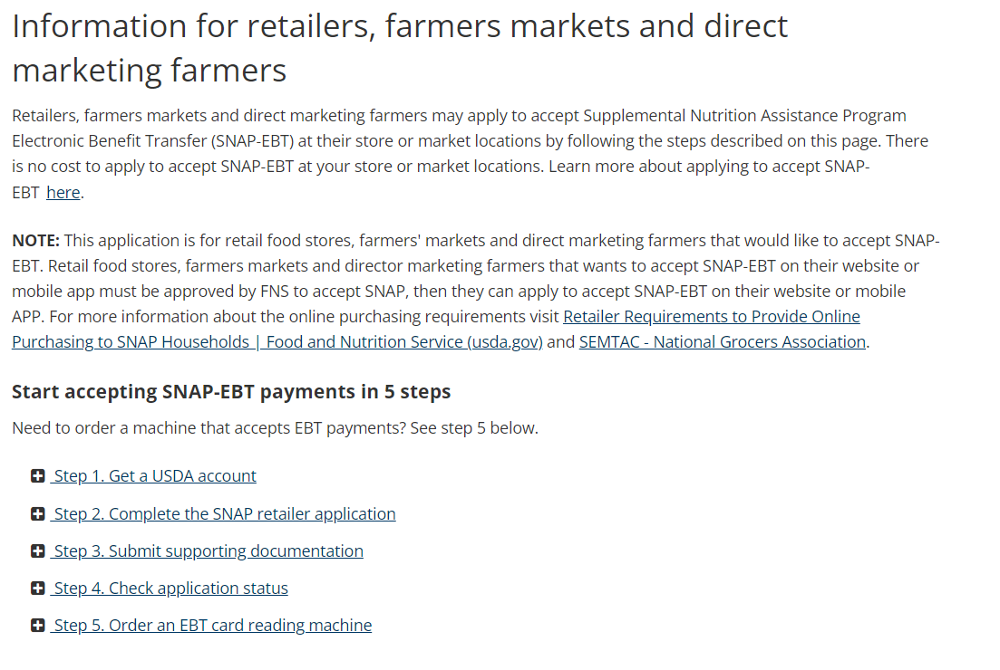 Information for retailers, farmers markets and direct
marketing farmers
Retailers, farmers markets and direct marketing farmers may apply to accept Supplemental Nutrition Assistance Program
Electronic Benefit Transfer (SNAP-EBT) at their store or market locations by following the steps described on this page. There
is no cost to apply to accept SNAP-EBT at your store or market locations. Learn more about applying to accept SNAP-
EBT here.
NOTE: This application is for retail food stores, farmers' markets and direct marketing farmers that would like to accept SNAP-
EBT. Retail food stores, farmers markets and director marketing farmers that wants to accept SNAP-EBT on their website or
mobile app must be approved by FNS to accept SNAP, then they can apply to accept SNAP-EBT on their website or mobile
APP. For more information about the online purchasing requirements visit Retailer Requirements to Provide Online
Purchasing to SNAP Households | Food and Nutrition Service (usda.gov) and SEMTAC - National Grocers Association.
Start accepting SNAP-EBT payments in 5 steps
Need to order a machine that accepts EBT payments? See step 5 below.
Step 1. Get a USDA account
Step 2. Complete the SNAP retailer application
Step 3. Submit supporting documentation
Step 4. Check application status
Step 5. Order an EBT card reading machine